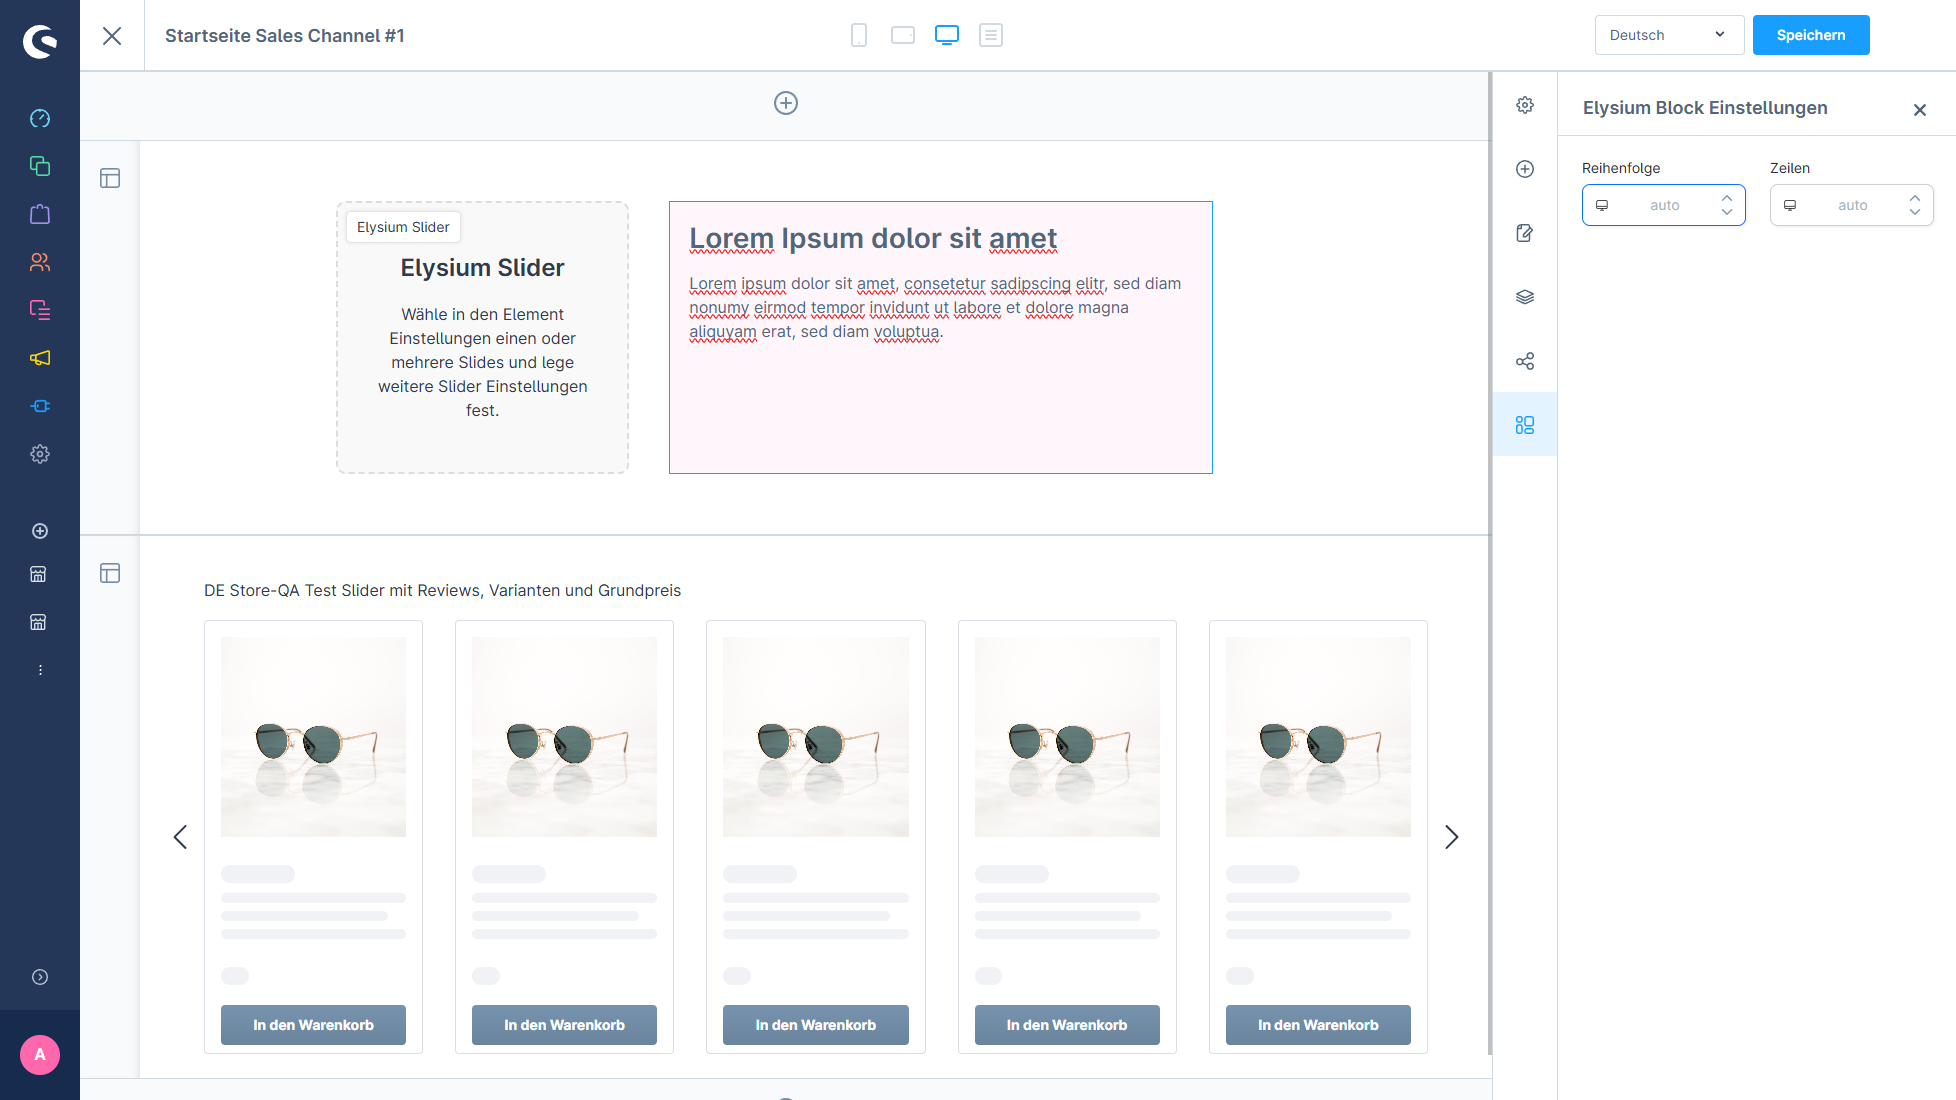 Startseite Sales Channel #1
Deutsch
Speichern
Elysium Block Einstellungen
Reihenfolge
Zeilen
auto
auto
Elysium Slider
Elysium Slider
Wähle in den Element
Einstellungen einen oder
mehrere Slides und lege
weitere Slider Einstellungen
fest.
Lorem Ipsum dolor sit amet
Lorem ipsum dolor sit amet, consetetur sadipscing elitr, sed diam
nonumy eirmod tempor invidunt ut labore et dolore magna
aliquyam erat, sed diam voluptua.
DE Store-QA Test Slider mit Reviews, Varianten und Grundpreis
In den Warenkorb
In den Warenkorb
In den Warenkorb
In den Warenkorb
In den Warenkorb
A